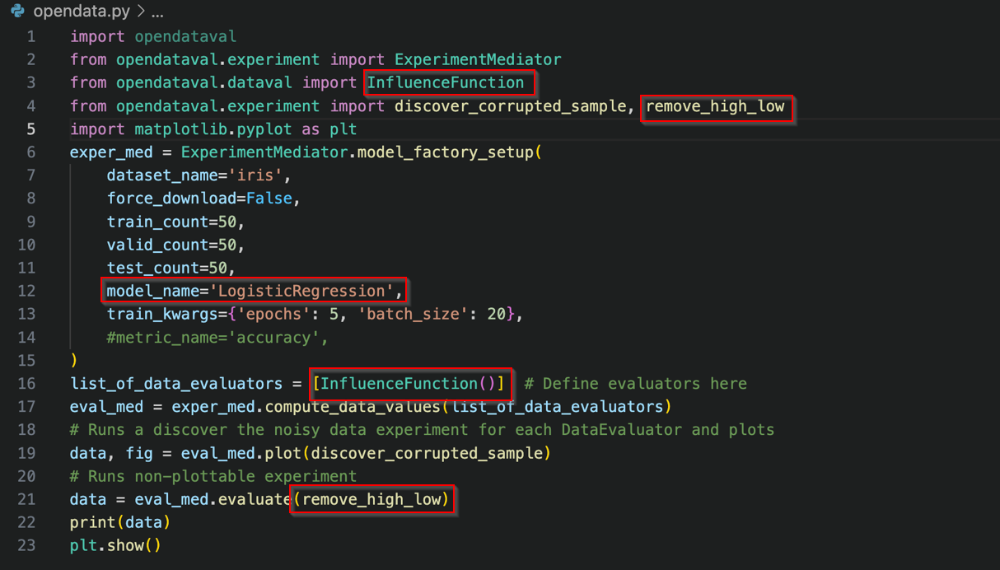 opendata.py > ...
1 import opendataval
2 from opendataval.experiment import ExperimentMediator
3 from opendataval.dataval import InfluenceFunction
4 from opendataval.experiment import discover_corrupted_sample, remove_high_low
5 import matplotlib.pyplot as plt
6 exper_med = ExperimentMediator.model_factory_setup(
7     dataset_name='iris',
8     force_download=False,
9     train_count=50,
10     valid_count=50,
11     test_count=50,
12     model_name='LogisticRegression',
13     train_kwargs={'epochs': 5, 'batch_size': 20},
14     #metric_name='accuracy',
15 )
16 list_of_data_evaluators = [InfluenceFunction()]  # Define evaluators here
17 eval_med = exper_med.compute_data_values(list_of_data_evaluators)
18 # Runs a discover the noisy data experiment for each DataEvaluator and plots
19 data, fig = eval_med.plot(discover_corrupted_sample)
20 # Runs non-plottable experiment
21 data = eval_med.evaluate(remove_high_low)
22 print(data)
23 plt.show()